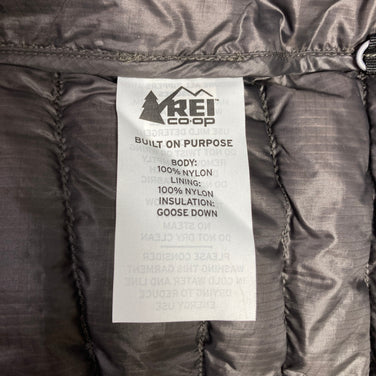 REI™
CO·OP
BUILT ON PURPOSE
BODY:
100% NYLON
LINING:
100% NYLON
INSULATION:
GOOSE DOWN
NO STEAM
DO NOT DRY CLEAN
PLEASE CONSIDER
WASHING THIS GARMENT
IN COLD WATER AND LINE
DRYING TO REDUCE
ENERGY USE